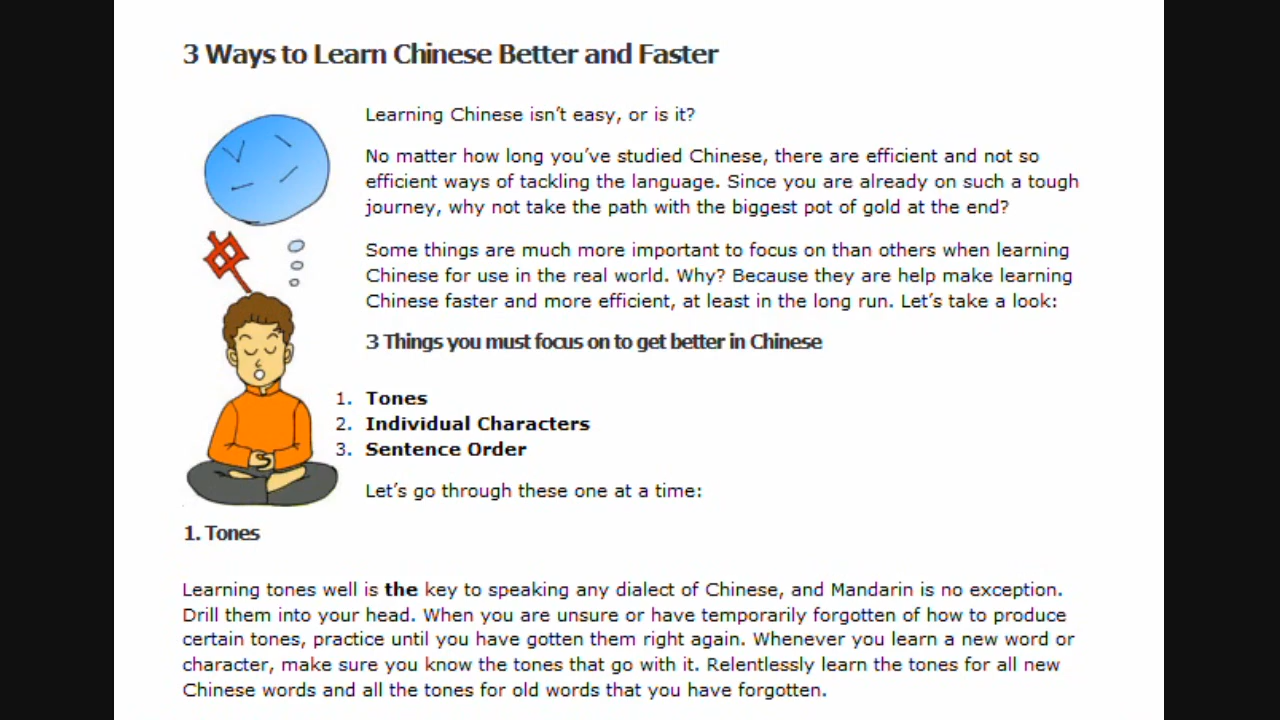 3 Ways to Learn Chinese Better and Faster
Learning Chinese isn’t easy, or is it?
No matter how long you’ve studied Chinese, there are efficient and not so
efficient ways of tackling the language. Since you are already on such a tough
journey, why not take the path with the biggest pot of gold at the end?
Some things are much more important to focus on than others when learning
Chinese for use in the real world. Why? Because they are help make learning
Chinese faster and more efficient, at least in the long run. Let’s take a look:
3 Things you must focus on to get better in Chinese
1. Tones
2. Individual Characters
3. Sentence Order
Let’s go through these one at a time:
1. Tones
Learning tones well is the key to speaking any dialect of Chinese, and Mandarin is no exception.
Drill them into your head. When you are unsure or have temporarily forgotten of how to produce
certain tones, practice until you have gotten them right again. Whenever you learn a new word or
character, make sure you know the tones that go with it. Relentlessly learn the tones for all new
Chinese words and all the tones for old words that you have forgotten.